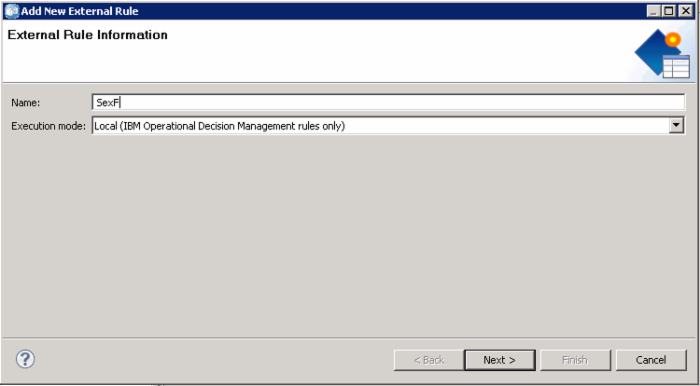 Add New External Rule
External Rule Information
Name: SexF
Execution mode: Local (IBM Operational Decision Management rules only)
? < Back Next > Finish Cancel